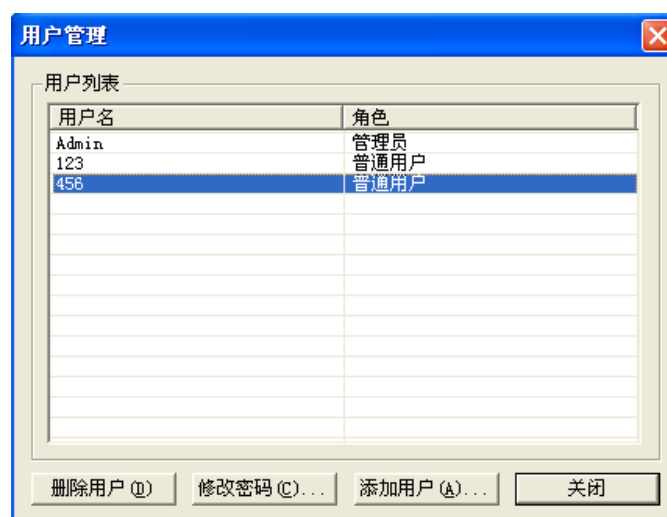 用户管理
用户列表
用户名 角色
Admin 管理员
123 普通用户
456 普通用户
删除用户(D) 修改密码(C)... 添加用户(A)... 关闭